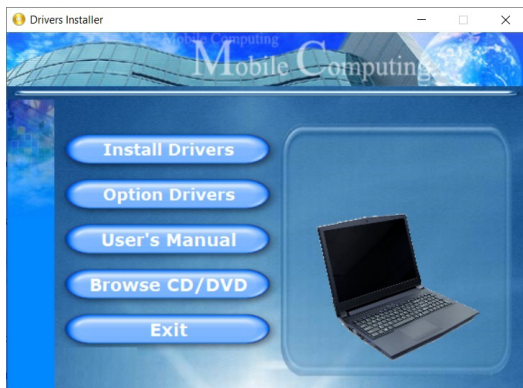 Drivers Installer
Mobile Computing
Mobile Computing
Install Drivers
Option Drivers
User's Manual
Browse CD/DVD
Exit